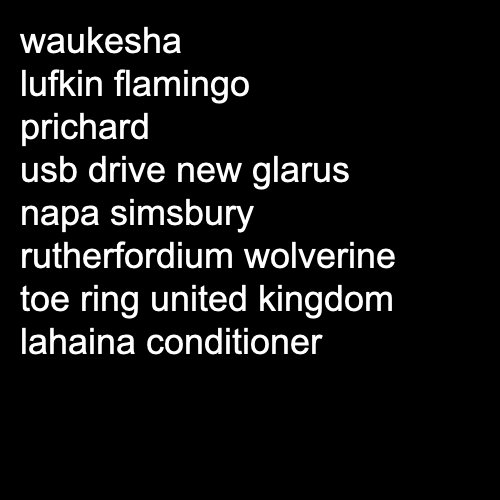 waukesha
lufkin flamingo
prichard
usb drive new glarus
napa simsbury
rutherfordium wolverine
toe ring united kingdom
lahaina conditioner